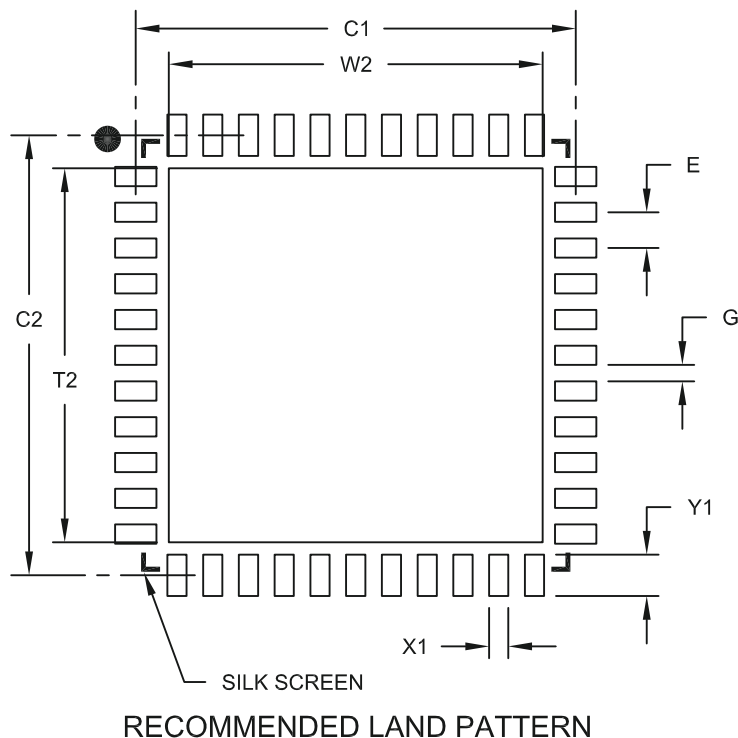 C1
W2
E
C2
G
T2
Y1
X1
SILK SCREEN
RECOMMENDED LAND PATTERN